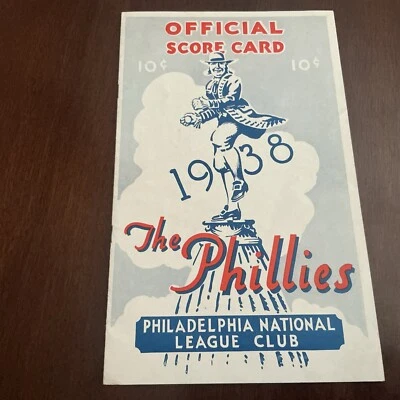 OFFICIAL
SCORE CARD
10¢ 10¢
1938
The Phillies
PHILADELPHIA NATIONAL
LEAGUE CLUB